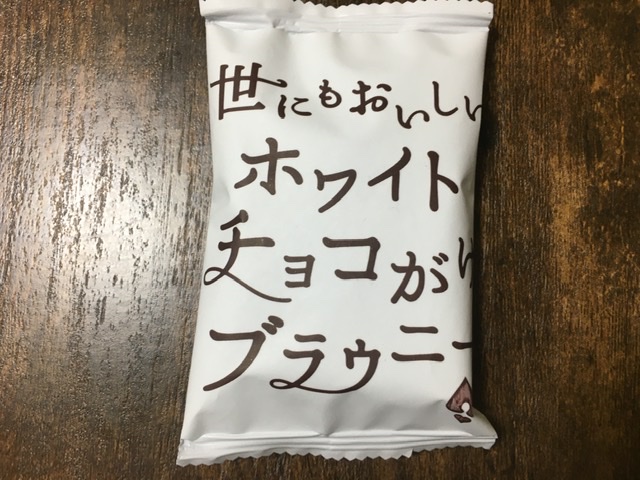 世にもおいしい
ホワイト
チョコがけ
ブラウニー